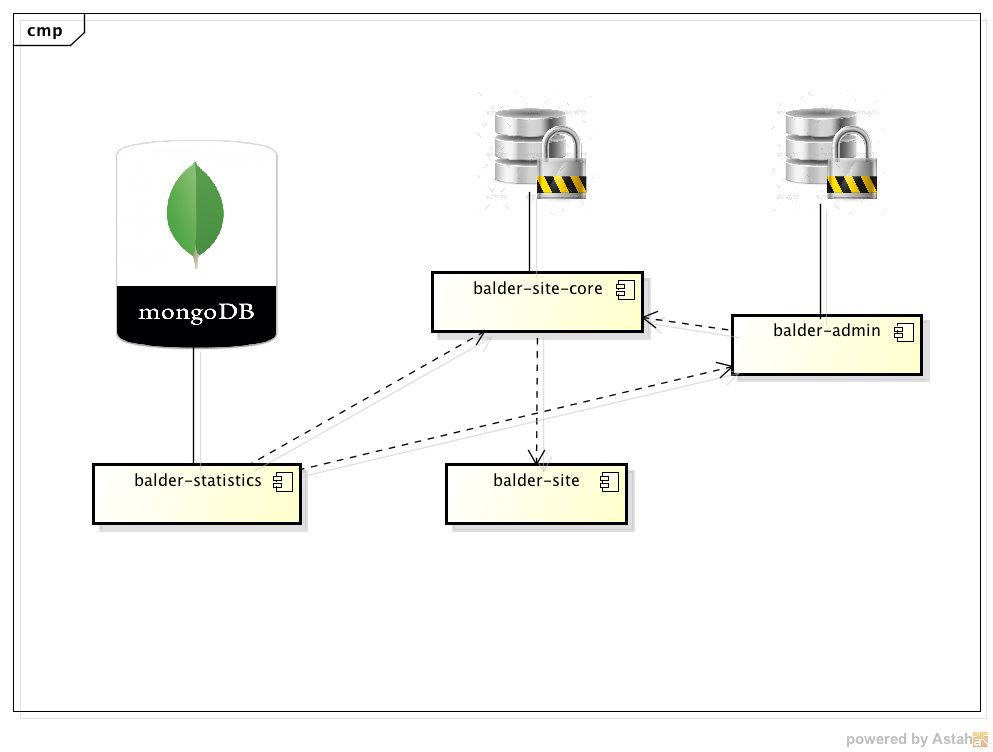 cmp
mongoDB
balder-site-core
balder-admin
balder-statistics
balder-site
powered by Astah